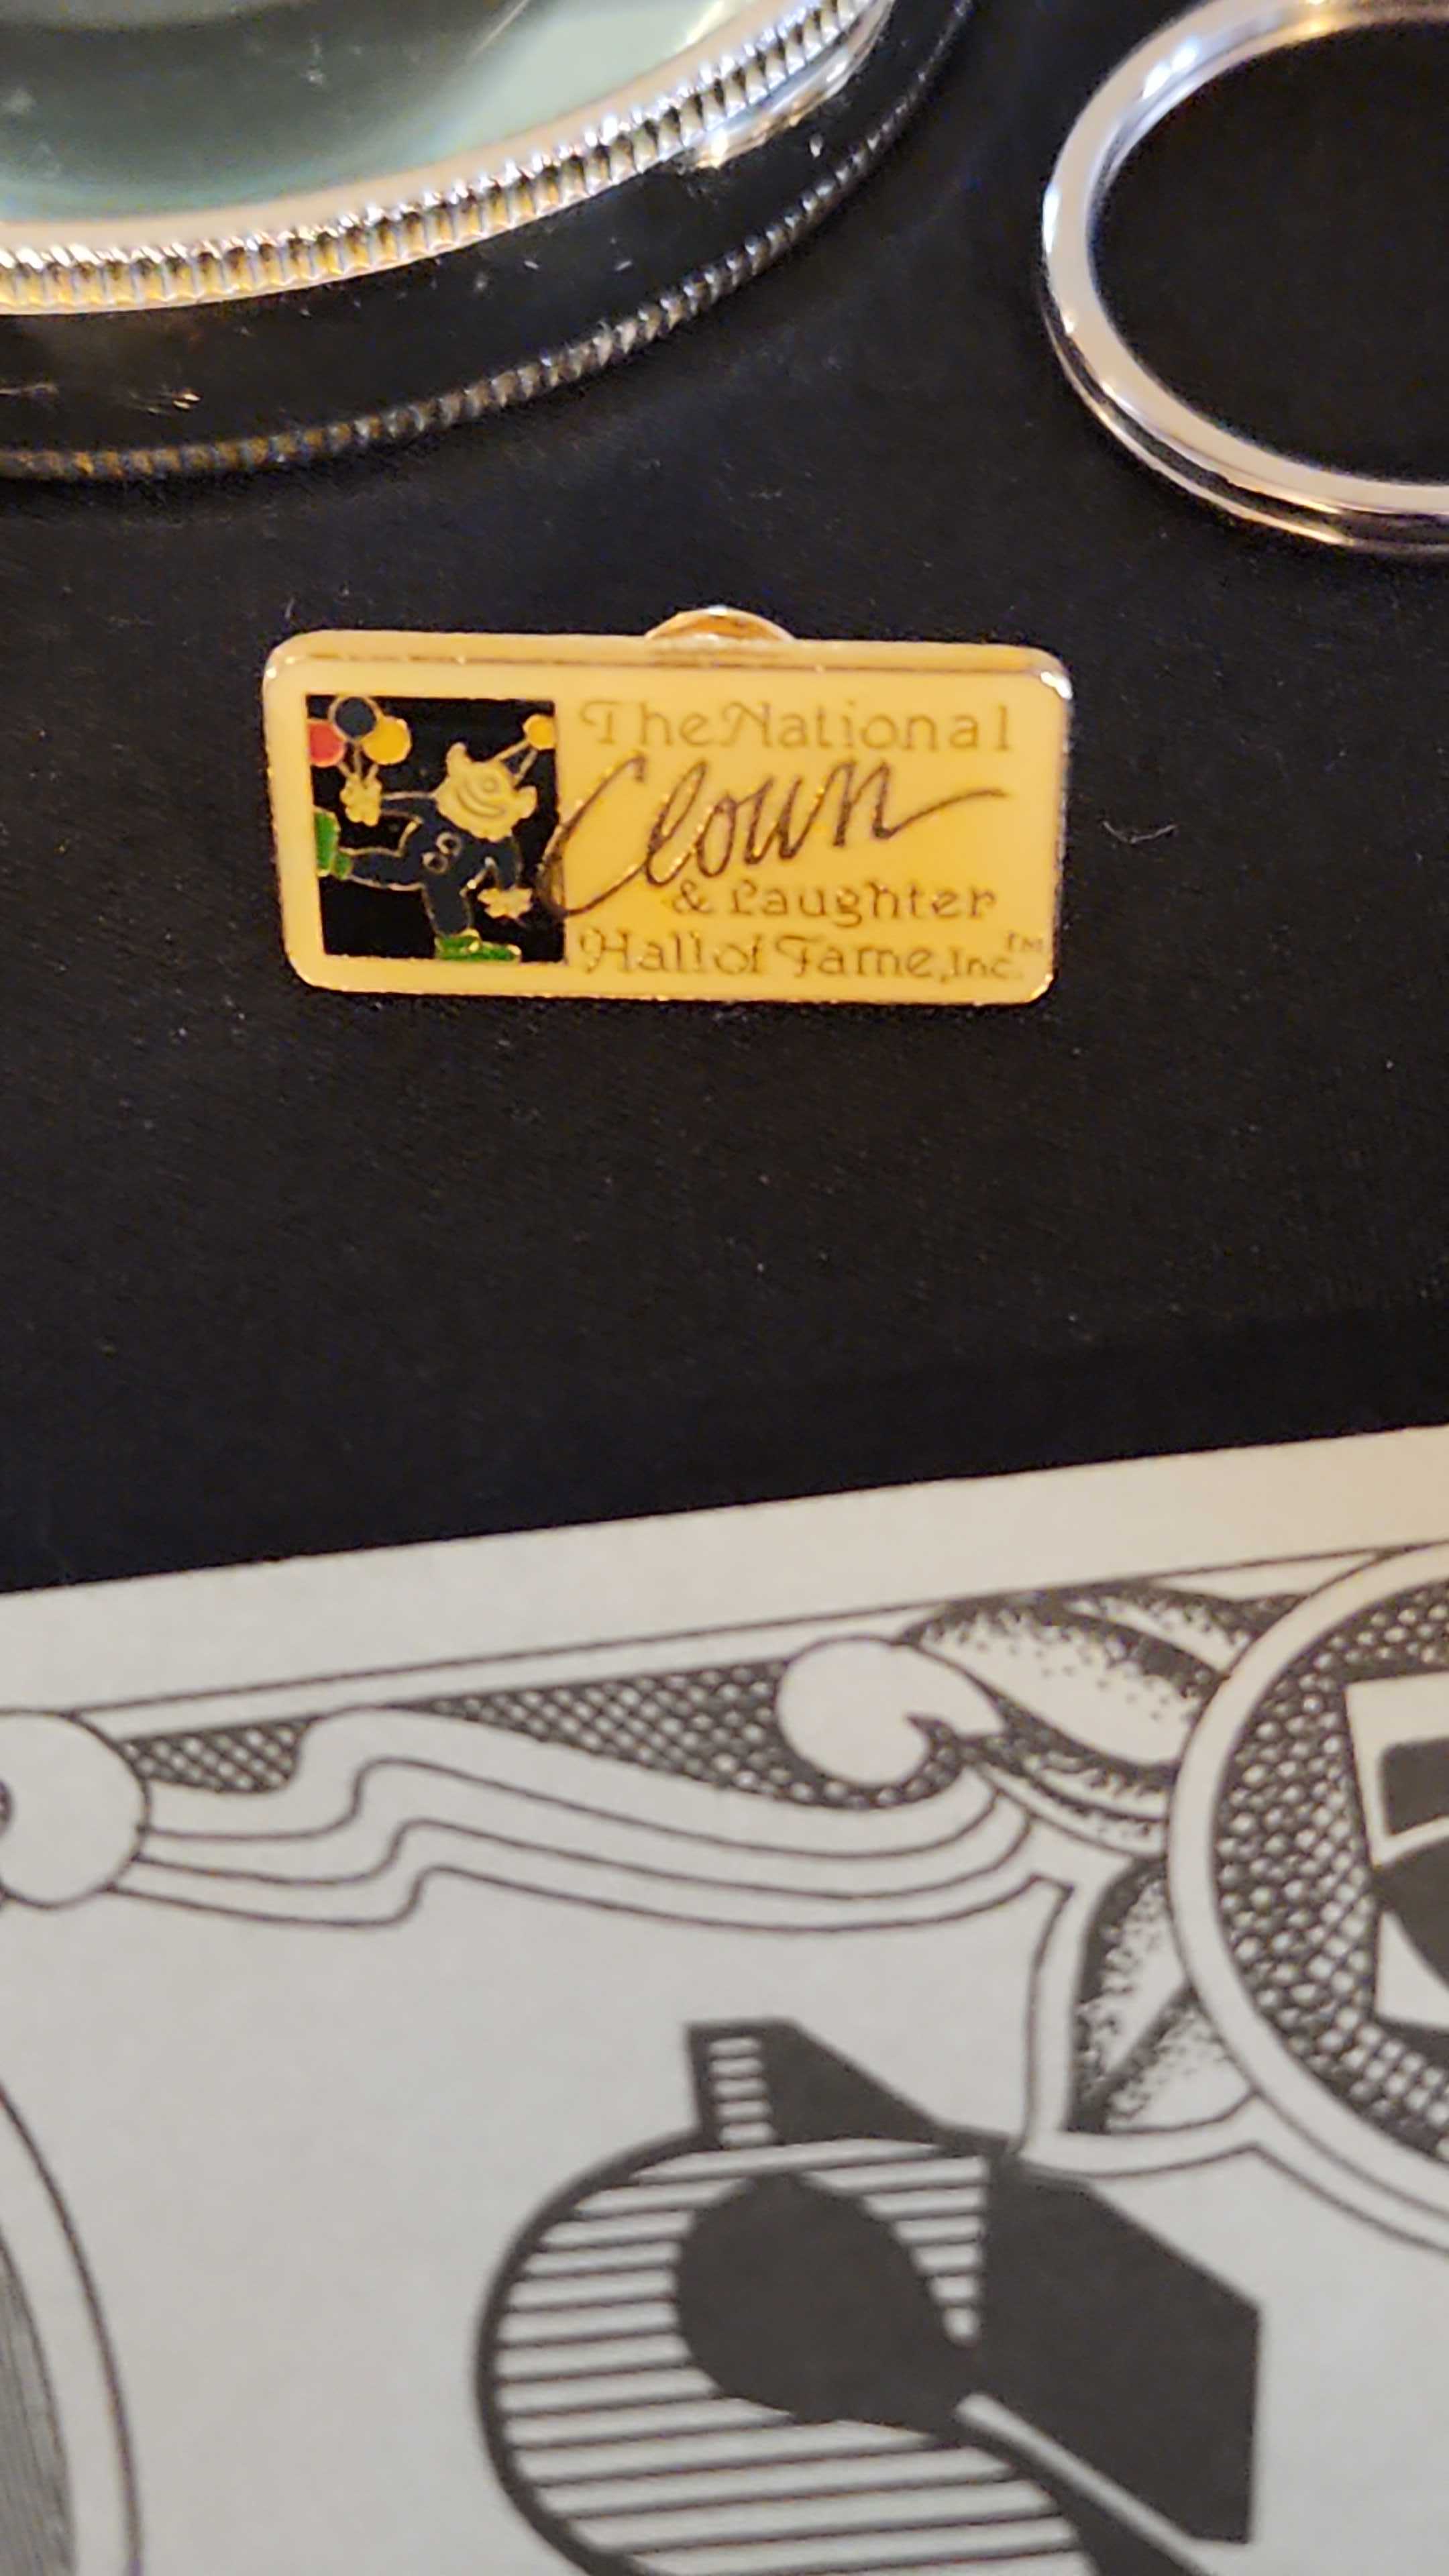 The National
Clown
& Laughter
Hall of Fame, Inc.™